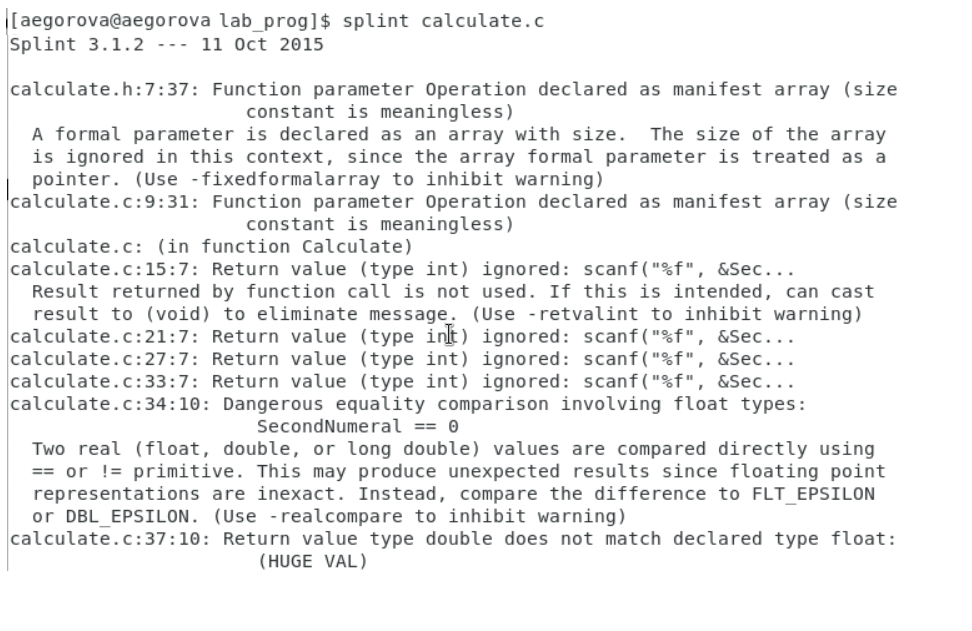 [aegorova@aegorova lab_prog]$ splint calculate.c
Splint 3.1.2 --- 11 Oct 2015

calculate.h:7:37: Function parameter Operation declared as manifest array (size
                     constant is meaningless)
  A formal parameter is declared as an array with size.  The size of the array
  is ignored in this context, since the array formal parameter is treated as a
  pointer. (Use -fixedformalarray to inhibit warning)
calculate.c:9:31: Function parameter Operation declared as manifest array (size
                     constant is meaningless)
calculate.c: (in function Calculate)
calculate.c:15:7: Return value (type int) ignored: scanf("%f", &Sec...
  Result returned by function call is not used. If this is intended, can cast
  result to (void) to eliminate message. (Use -retvalint to inhibit warning)
calculate.c:21:7: Return value (type int) ignored: scanf("%f", &Sec...
calculate.c:27:7: Return value (type int) ignored: scanf("%f", &Sec...
calculate.c:33:7: Return value (type int) ignored: scanf("%f", &Sec...
calculate.c:34:10: Dangerous equality comparison involving float types:
                      SecondNumeral == 0
  Two real (float, double, or long double) values are compared directly using
  == or != primitive. This may produce unexpected results since floating point
  representations are inexact. Instead, compare the difference to FLT_EPSILON
  or DBL_EPSILON. (Use -realcompare to inhibit warning)
calculate.c:37:10: Return value type double does not match declared type float:
                      (HUGE_VAL)